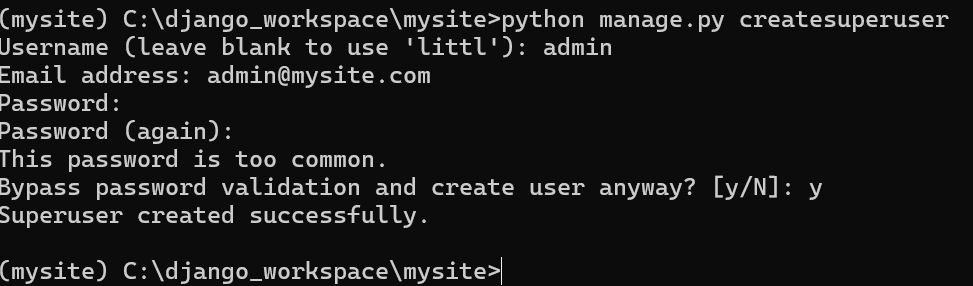 (mysite) C:\django_workspace\mysite>python manage.py createsuperuser
Username (leave blank to use 'littl'): admin
Email address: admin@mysite.com
Password:
Password (again):
This password is too common.
Bypass password validation and create user anyway? [y/N]: y
Superuser created successfully.
(mysite) C:\django_workspace\mysite>